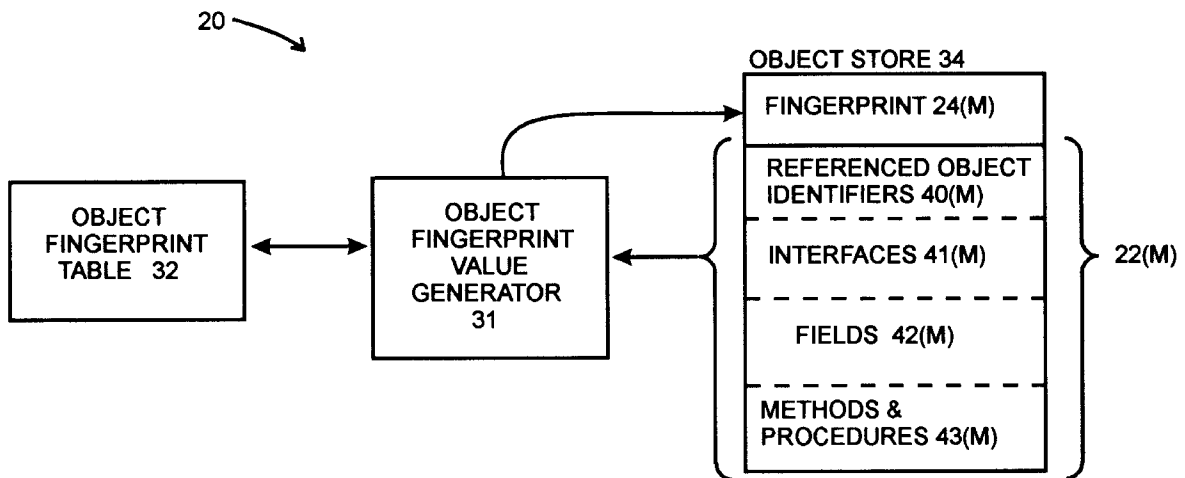 20
OBJECT STORE 34
FINGERPRINT 24(M)
REFERENCED OBJECT
IDENTIFIERS 40(M)
INTERFACES 41(M)
FIELDS 42(M)
METHODS &
PROCEDURES 43(M)
22(M)
OBJECT
FINGERPRINT
VALUE
GENERATOR
31
OBJECT
FINGERPRINT
TABLE 32